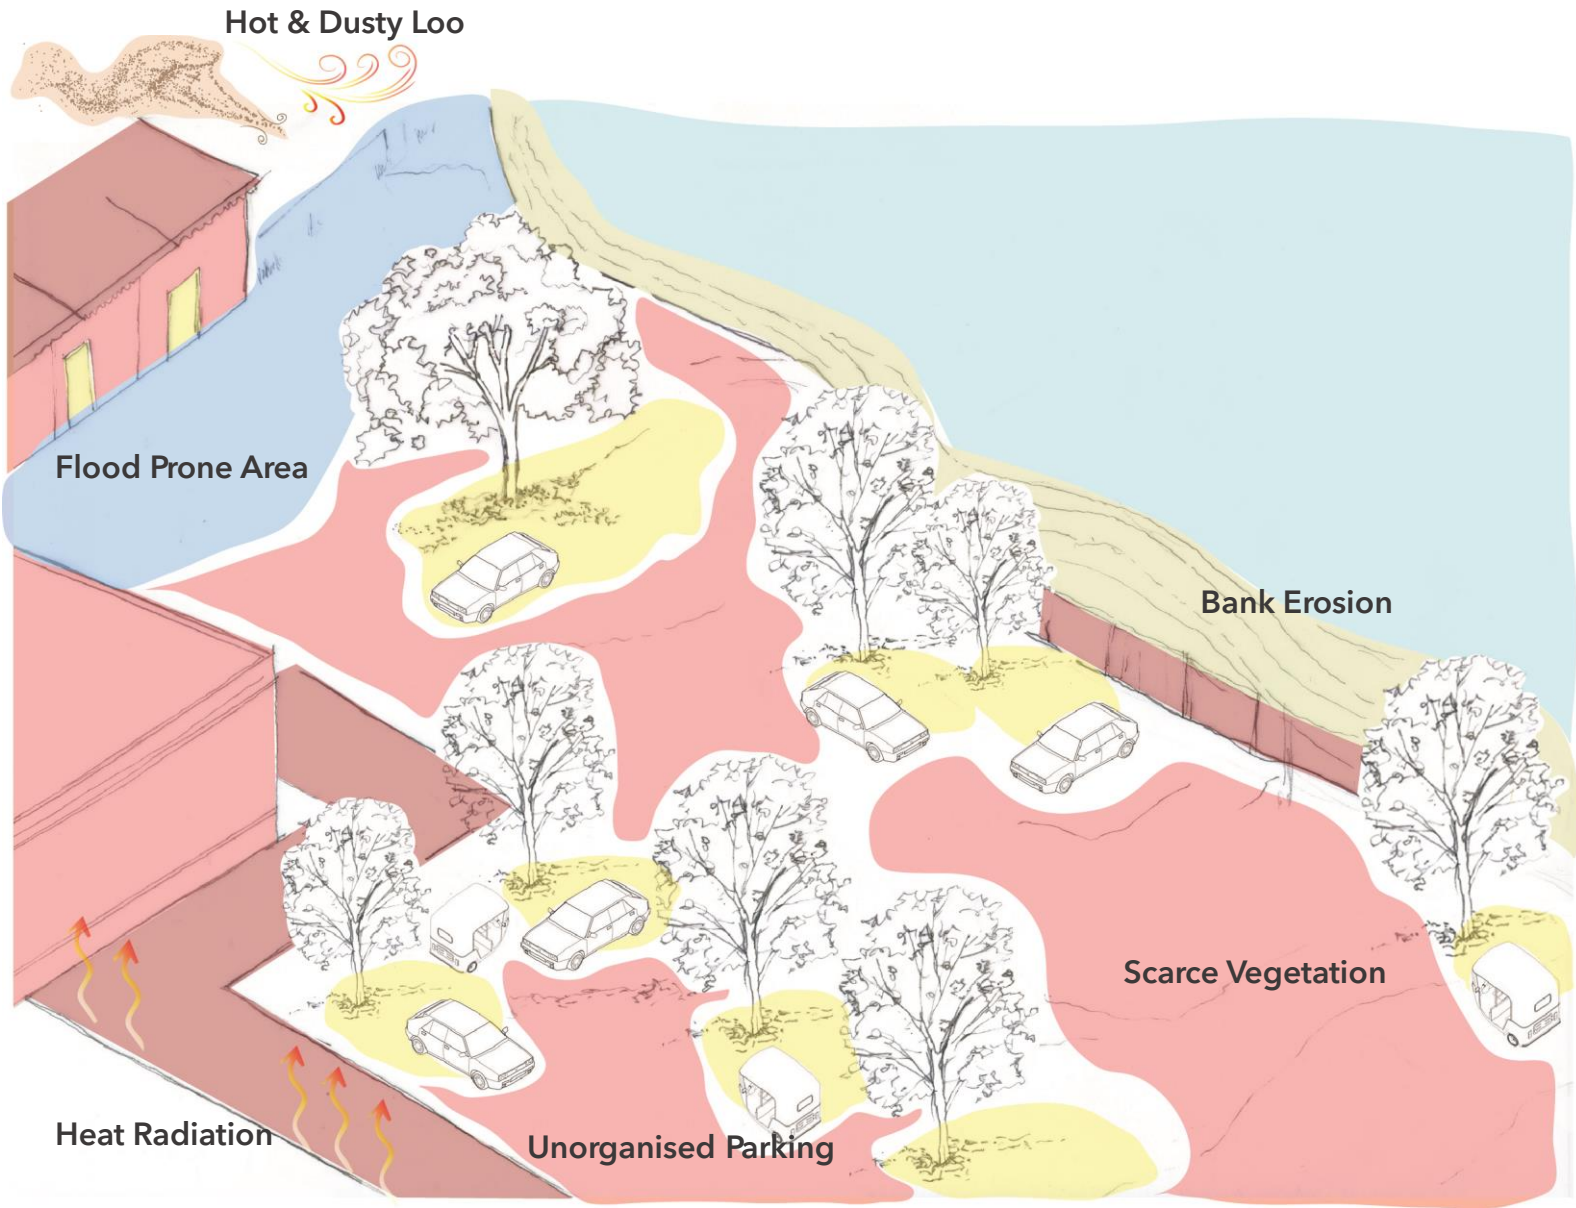 Hot & Dusty Loo
Flood Prone Area
Bank Erosion
Scarce Vegetation
Heat Radiation
Unorganised Parking